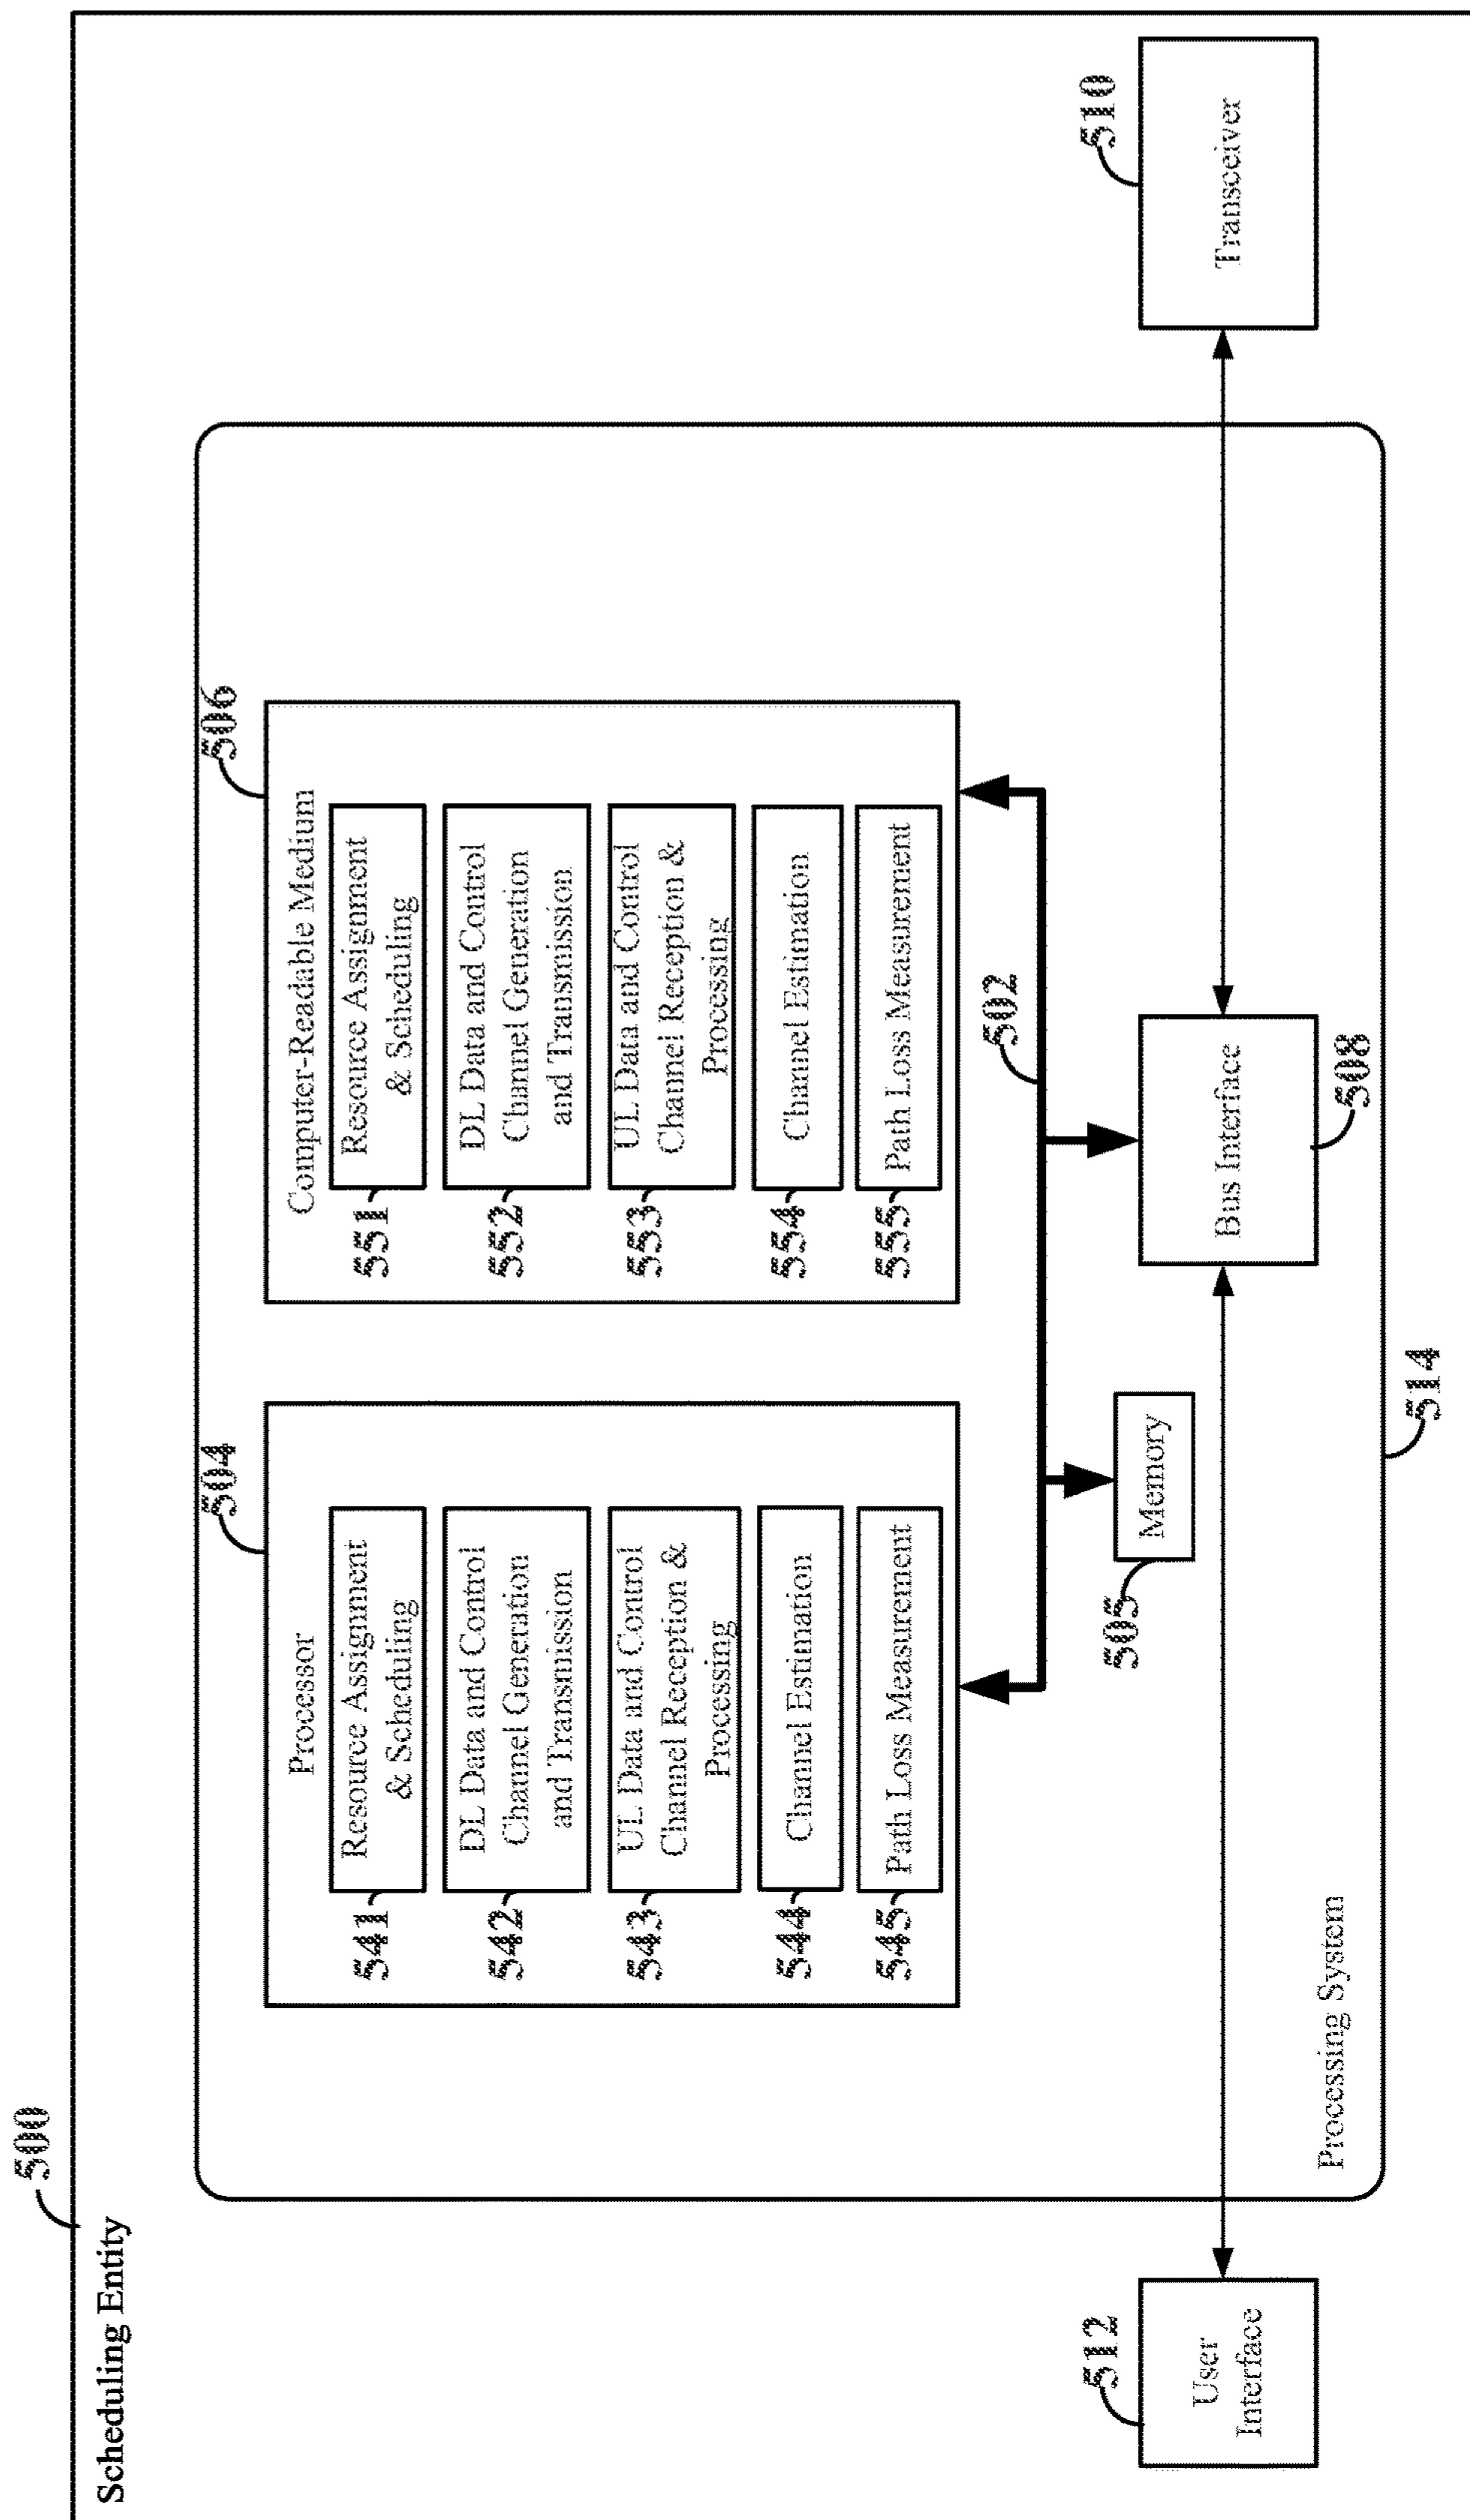 500
Scheduling Entity
504
Processor
541
Resource Assignment
& Scheduling
542
DL Data and Control
Channel Generation
and Transmission
543
UL Data and Control
Channel Reception &
Processing
544
Channel Estimation
545
Path Loss Measurement
506
Computer-Readable Medium
551
Resource Assignment
& Scheduling
552
DL Data and Control
Channel Generation
and Transmission
553
UL Data and Control
Channel Reception &
Processing
554
Channel Estimation
555
Path Loss Measurement
502
505
Memory
512
User
Interface
Bus Interface
508
510
Transceiver
Processing System
514